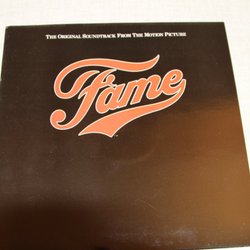 THE ORIGINAL SOUNDTRACK FROM THE MOTION PICTURE
Fame